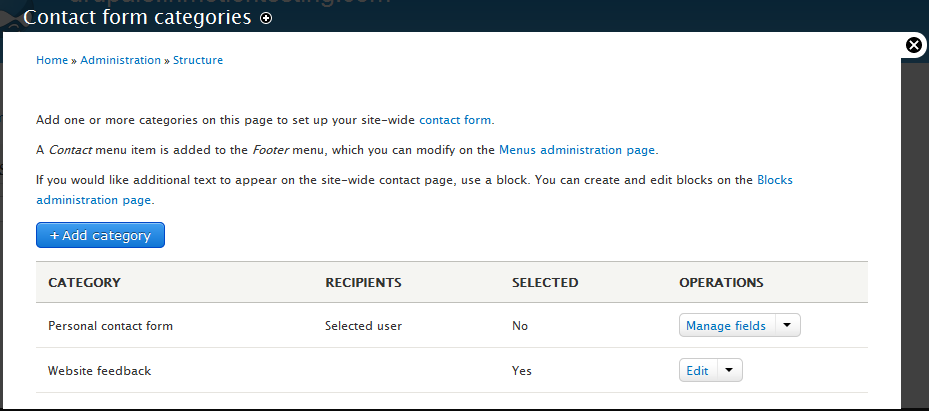 Contact form categories
Home » Administration » Structure
Add one or more categories on this page to set up your site-wide contact form.
A Contact menu item is added to the Footer menu, which you can modify on the Menus administration page.
If you would like additional text to appear on the site-wide contact page, use a block. You can create and edit blocks on the Blocks
administration page.
+ Add category
CATEGORY RECIPIENTS SELECTED OPERATIONS
Personal contact form Selected user No Manage fields
Website feedback Yes Edit